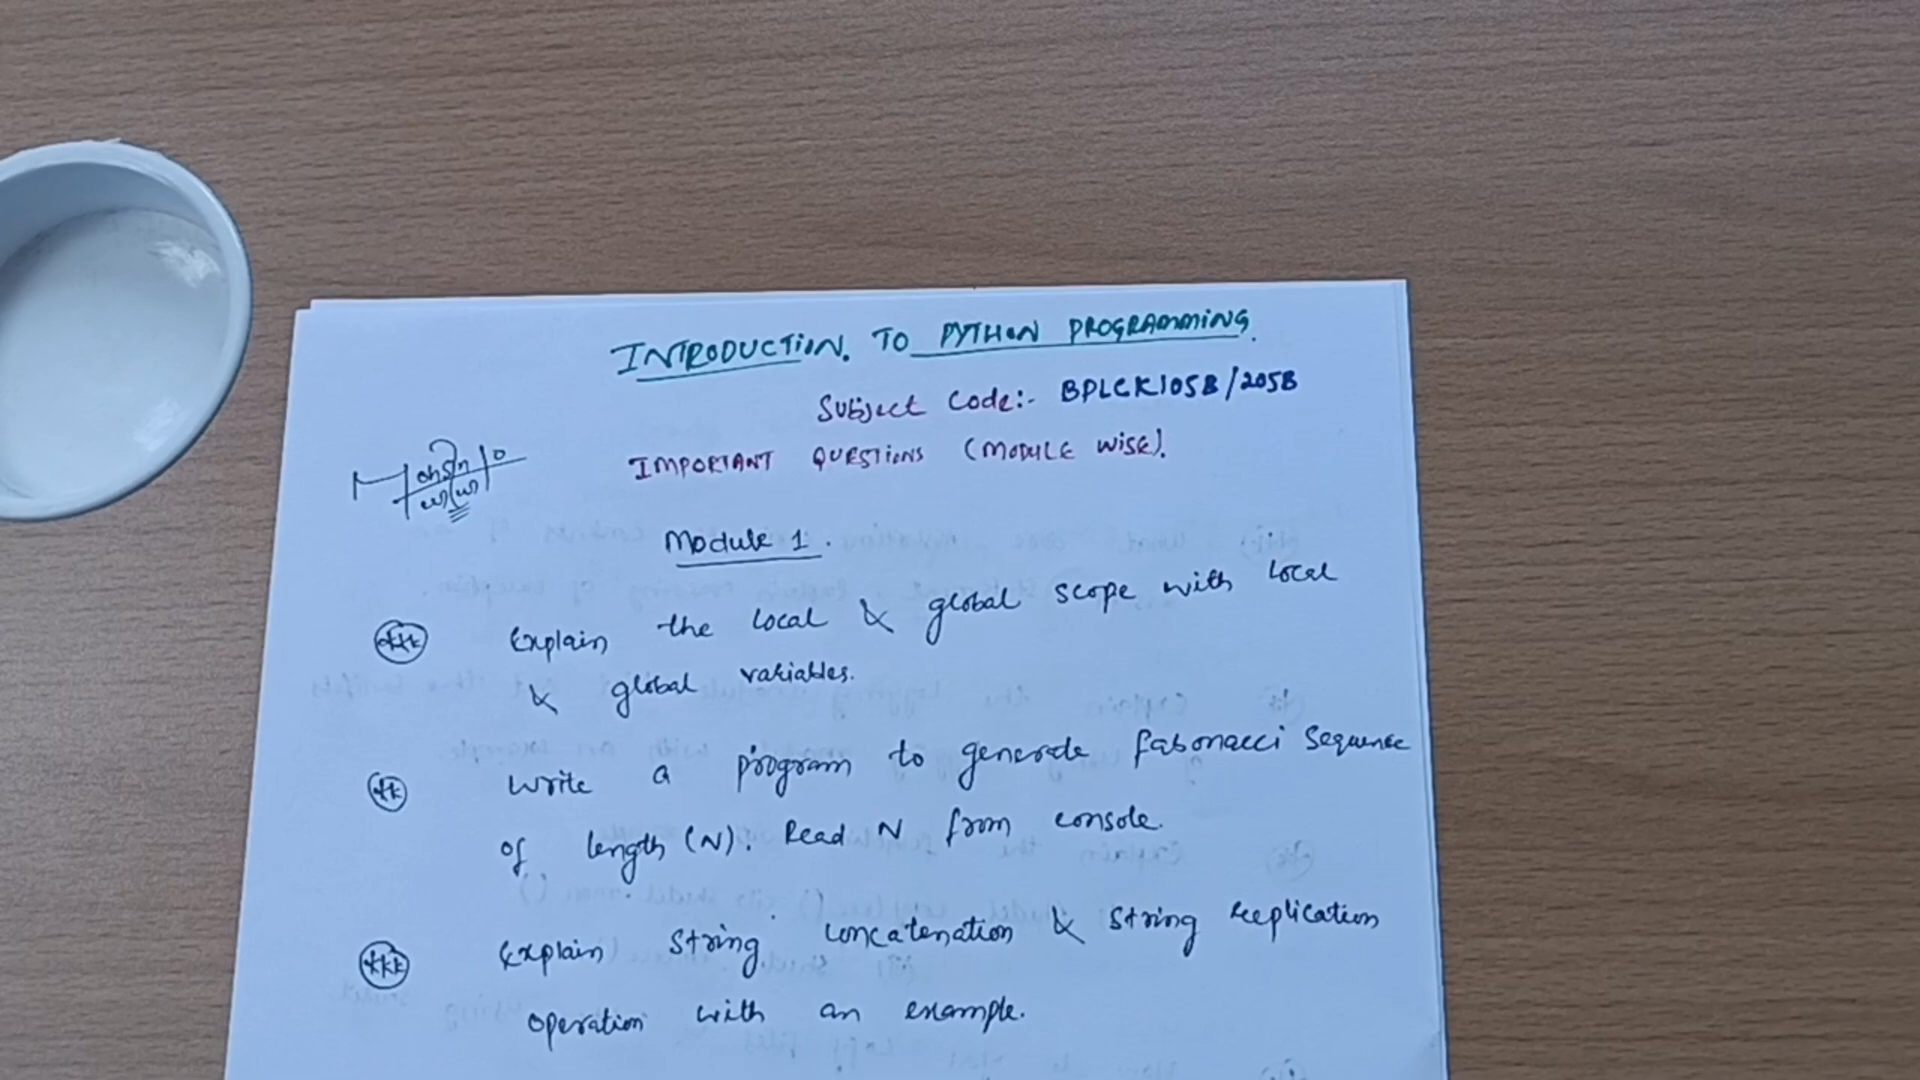 INTRODUCTION. TO PYTHON PROGRAMMING.
Subject Code:- BPLCK105B/205B
IMPORTANT QUESTIONS (MODULE WISE).
Module 1.
*** Explain the local & global scope with local
& global variables.
** Write a program to generate fabonacci sequence
of length (N). Read N from console.
*** Explain string concatenation & string replication
operation with an example.